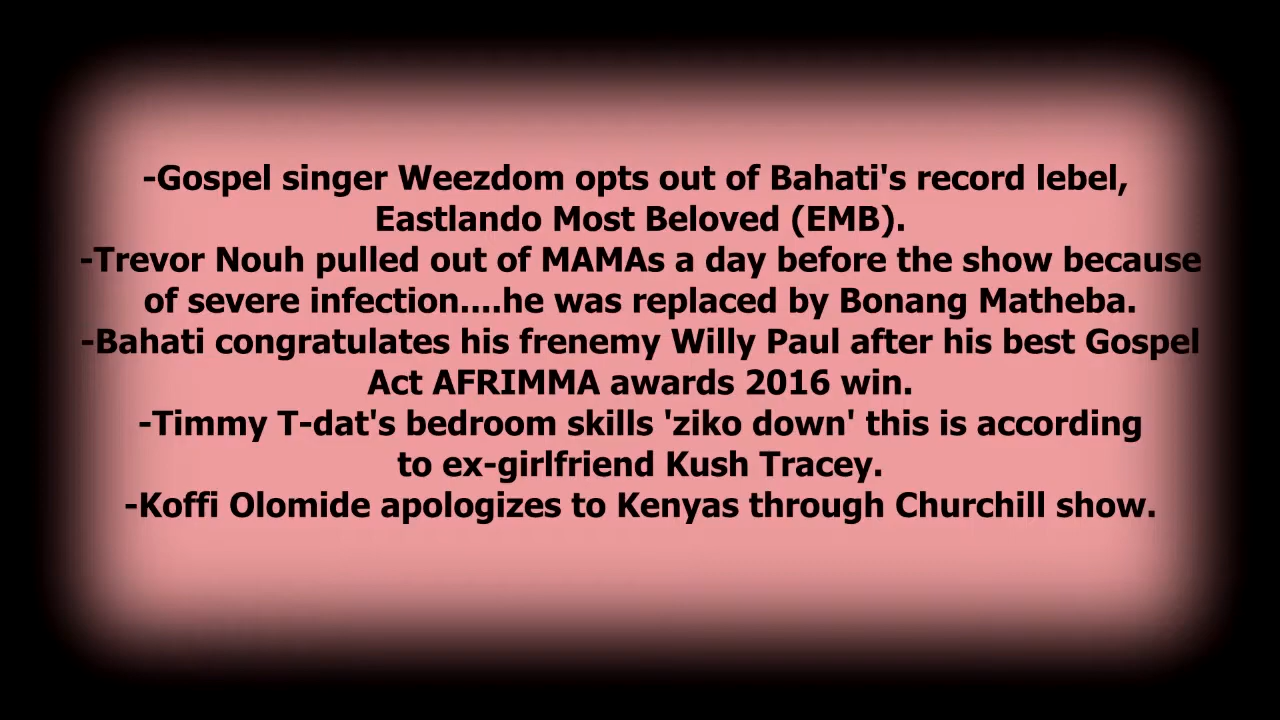 -Gospel singer Weezdom opts out of Bahati's record lebel,
Eastlando Most Beloved (EMB).
-Trevor Nouh pulled out of MAMAs a day before the show because
of severe infection....he was replaced by Bonang Matheba.
-Bahati congratulates his frenemy Willy Paul after his best Gospel
Act AFRIMMA awards 2016 win.
-Timmy T-dat's bedroom skills 'ziko down' this is according
to ex-girlfriend Kush Tracey.
-Koffi Olomide apologizes to Kenyas through Churchill show.